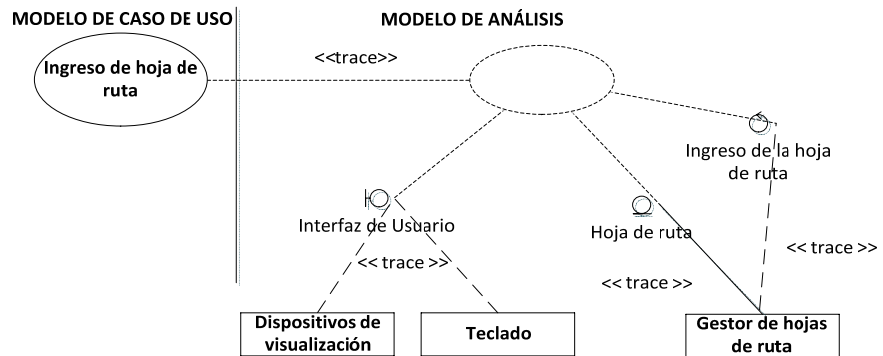 MODELO DE CASO DE USO
MODELO DE ANÁLISIS
Ingreso de hoja de
ruta
<<trace>>
Ingreso de la hoja
de ruta
Interfaz de Usuario
Hoja de ruta
<< trace >>
<< trace >>
<< trace >>
Dispositivos de
visualización
Teclado
Gestor de hojas
de ruta